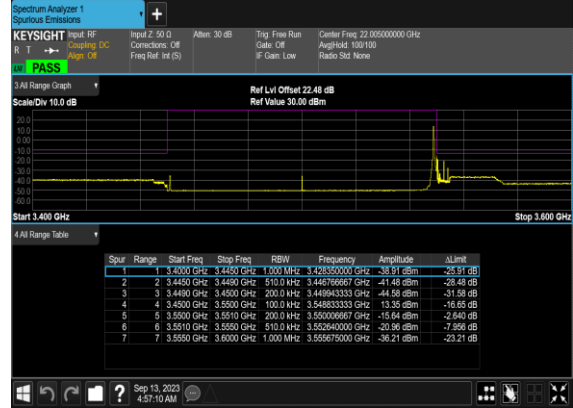 Spectrum Analyzer 1
Spurious Emissions
KEYSIGHT Input: RF Input Z: 50 Ω Atten: 30 dB Trig: Free Run Center Freq: 22.005000000 GHz
R T Coupling: DC Corrections: Off Gate: Off Avg|Hold: 100/100
Align: Off Freq Ref: Int (S) IF Gain: Low Radio Std: None
PASS
3 All Range Graph
Ref Lvl Offset 22.48 dB
Scale/Div 10.0 dB Ref Value 30.00 dBm
20.0
10.0
0.00
-10.0
-20.0
-30.0
-40.0
-50.0
-60.0
Start 3.400 GHz Stop 3.600 GHz
4 All Range Table
Spur Range Start Freq Stop Freq RBW Frequency Amplitude ΔLimit
1 1 3.4000 GHz 3.4450 GHz 1.000 MHz 3.428350000 GHz -38.91 dBm -25.91 dB
2 2 3.4450 GHz 3.4490 GHz 510.0 kHz 3.446766667 GHz -41.48 dBm -28.48 dB
3 3 3.4490 GHz 3.4500 GHz 200.0 kHz 3.449943333 GHz -44.58 dBm -31.58 dB
4 4 3.4500 GHz 3.5500 GHz 100.0 kHz 3.548833333 GHz 13.35 dBm -16.65 dB
5 5 3.5500 GHz 3.5510 GHz 200.0 kHz 3.550006667 GHz -15.64 dBm -2.640 dB
6 6 3.5510 GHz 3.5550 GHz 510.0 kHz 3.552640000 GHz -20.96 dBm -7.956 dB
7 7 3.5550 GHz 3.6000 GHz 1.000 MHz 3.555675000 GHz -36.21 dBm -23.21 dB
Sep 13, 2023
4:57:10 AM